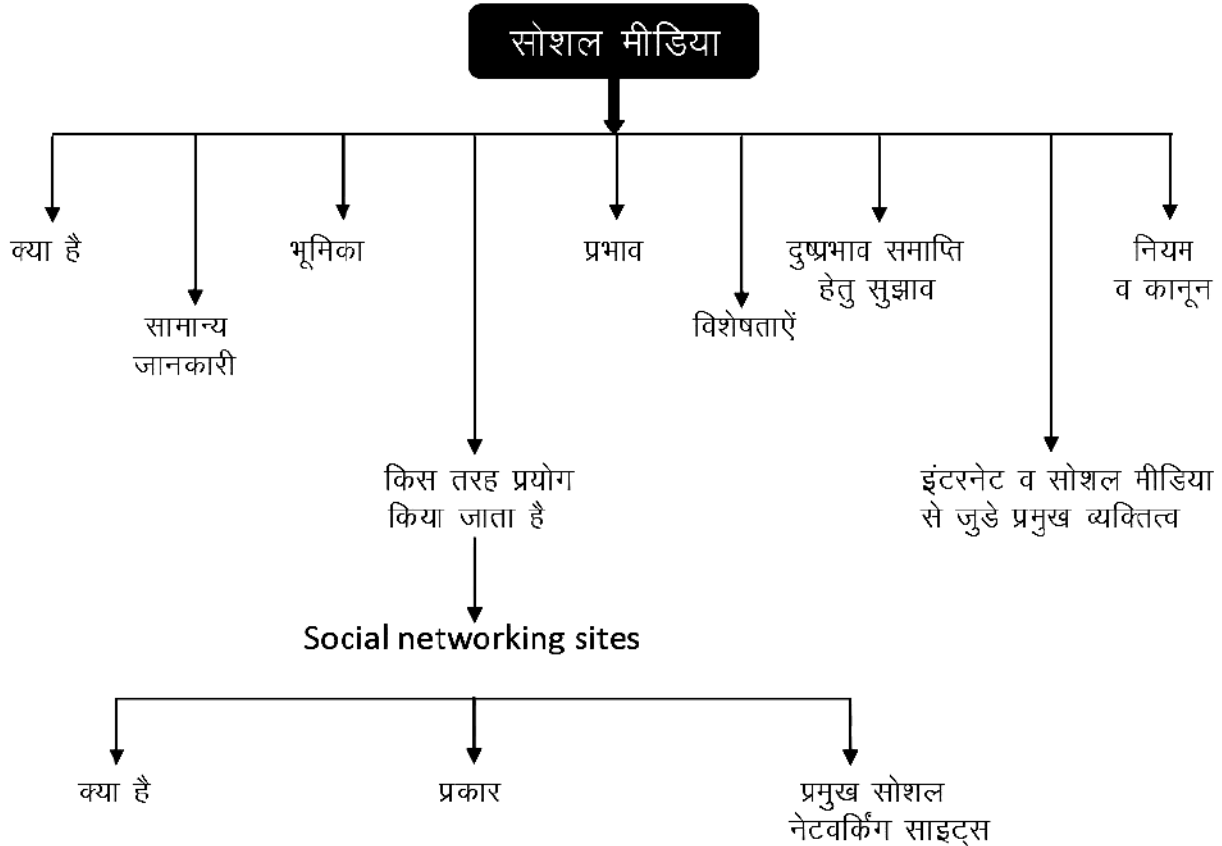 सोशल मीडिया
क्या है
भूमिका
प्रभाव
दुष्प्रभाव समाप्ति
हेतु सुझाव
नियम
व कानून
सामान्य
जानकारी
विशेषताऐं
किस तरह प्रयोग
किया जाता है
इंटरनेट व सोशल मीडिया
से जुडे प्रमुख व्यक्तित्व
Social networking sites
क्या है
प्रकार
प्रमुख सोशल
नेटवर्किंग साइट्स